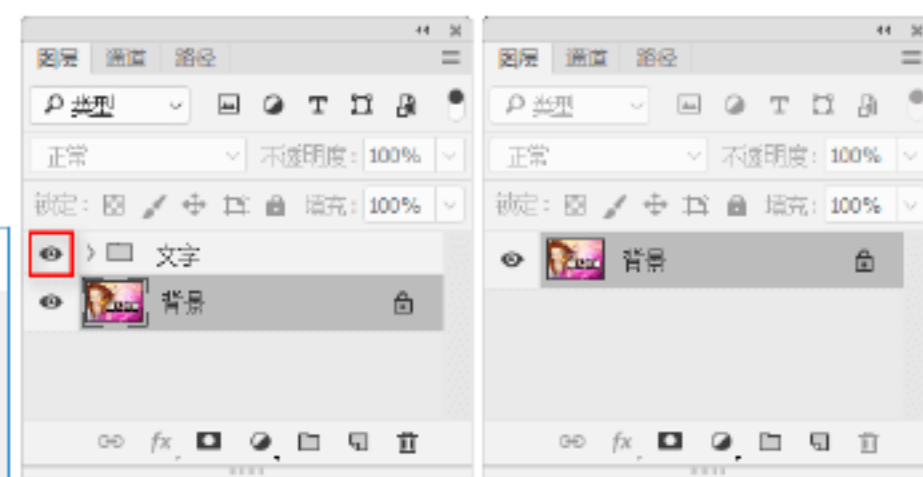 图层 通道 路径
类型
正常 不透明度: 100%
锁定: 填充: 100%
文字
背景
fx
图层 通道 路径
类型
正常 不透明度: 100%
锁定: 填充: 100%
背景
fx